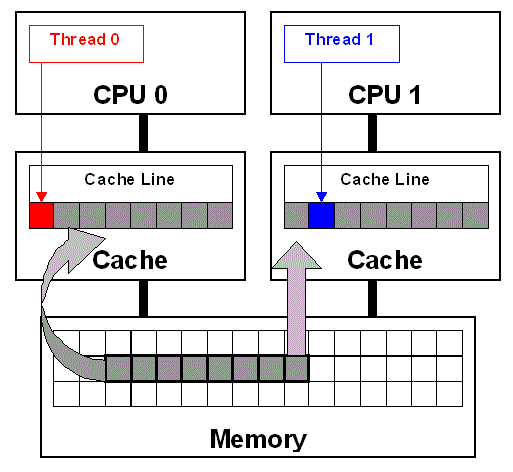 Thread 0
Thread 1
CPU 0
CPU 1
Cache Line
Cache Line
Cache
Cache
Memory